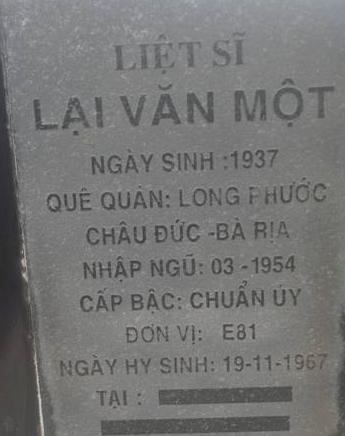 LIỆT SĨ
LẠI VĂN MỘT
NGÀY SINH :1937
QUÊ QUÁN: LONG PHƯỚC
CHÂU ĐỨC -BÀ RỊA
NHẬP NGŨ: 03 -1954
CẤP BẬC: CHUẨN ÚY
ĐƠN VỊ: E81
NGÀY HY SINH: 19-11-1967
TẠI :